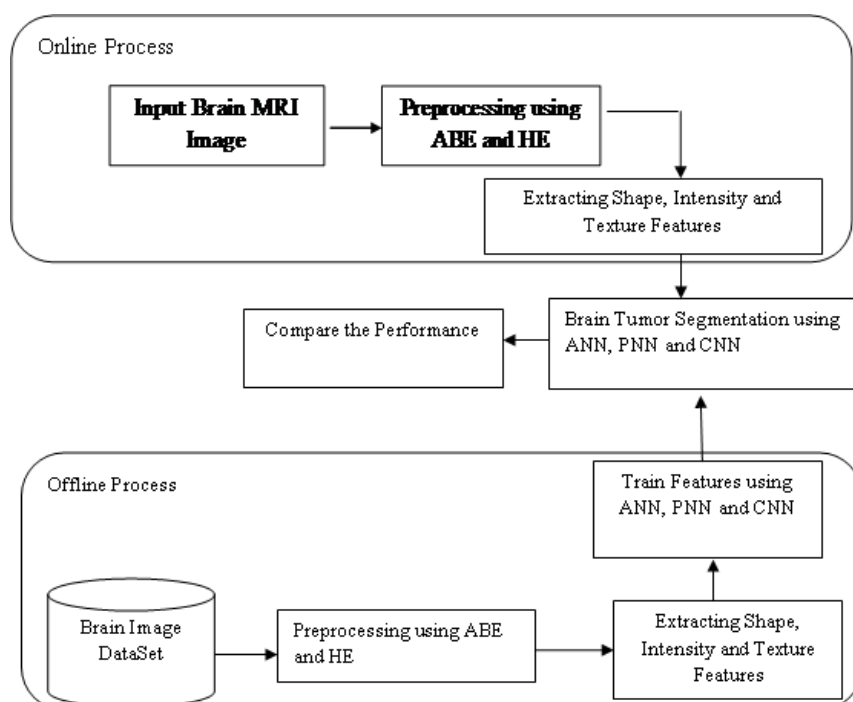 Online Process
Input Brain MRI
Image
Preprocessing using
ABE and HE
Extracting Shape, Intensity and
Texture Features
Brain Tumor Segmentation using
ANN, PNN and CNN
Compare the Performance
Offline Process
Train Features using
ANN, PNN and CNN
Brain Image
DataSet
Preprocessing using ABE
and HE
Extracting Shape,
Intensity and Texture
Features